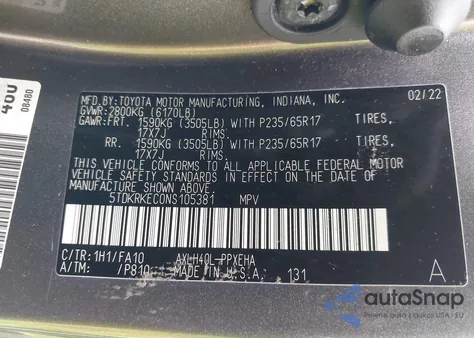 400
08480
MFD. BY: TOYOTA MOTOR MANUFACTURING, INDIANA, INC. 02/22
GVWR: 2800KG (6170LB)
GAWR: FRT. 1590KG (3505LB) WITH P235/65R17 TIRES,
17X7J RIMS.
RR. 1590KG (3505LB) WITH P235/65R17 TIRES,
17X7J RIMS.
THIS VEHICLE CONFORMS TO ALL APPLICABLE FEDERAL MOTOR
VEHICLE SAFETY STANDARDS IN EFFECT ON THE DATE OF
MANUFACTURE SHOWN ABOVE.
5TDKRKEC0NS105381 MPV
C/TR: 1H1/FA10 AXLH40L-PPXEHA
A/TM: /P810 MADE IN U.S.A. 131 A
autoSnap